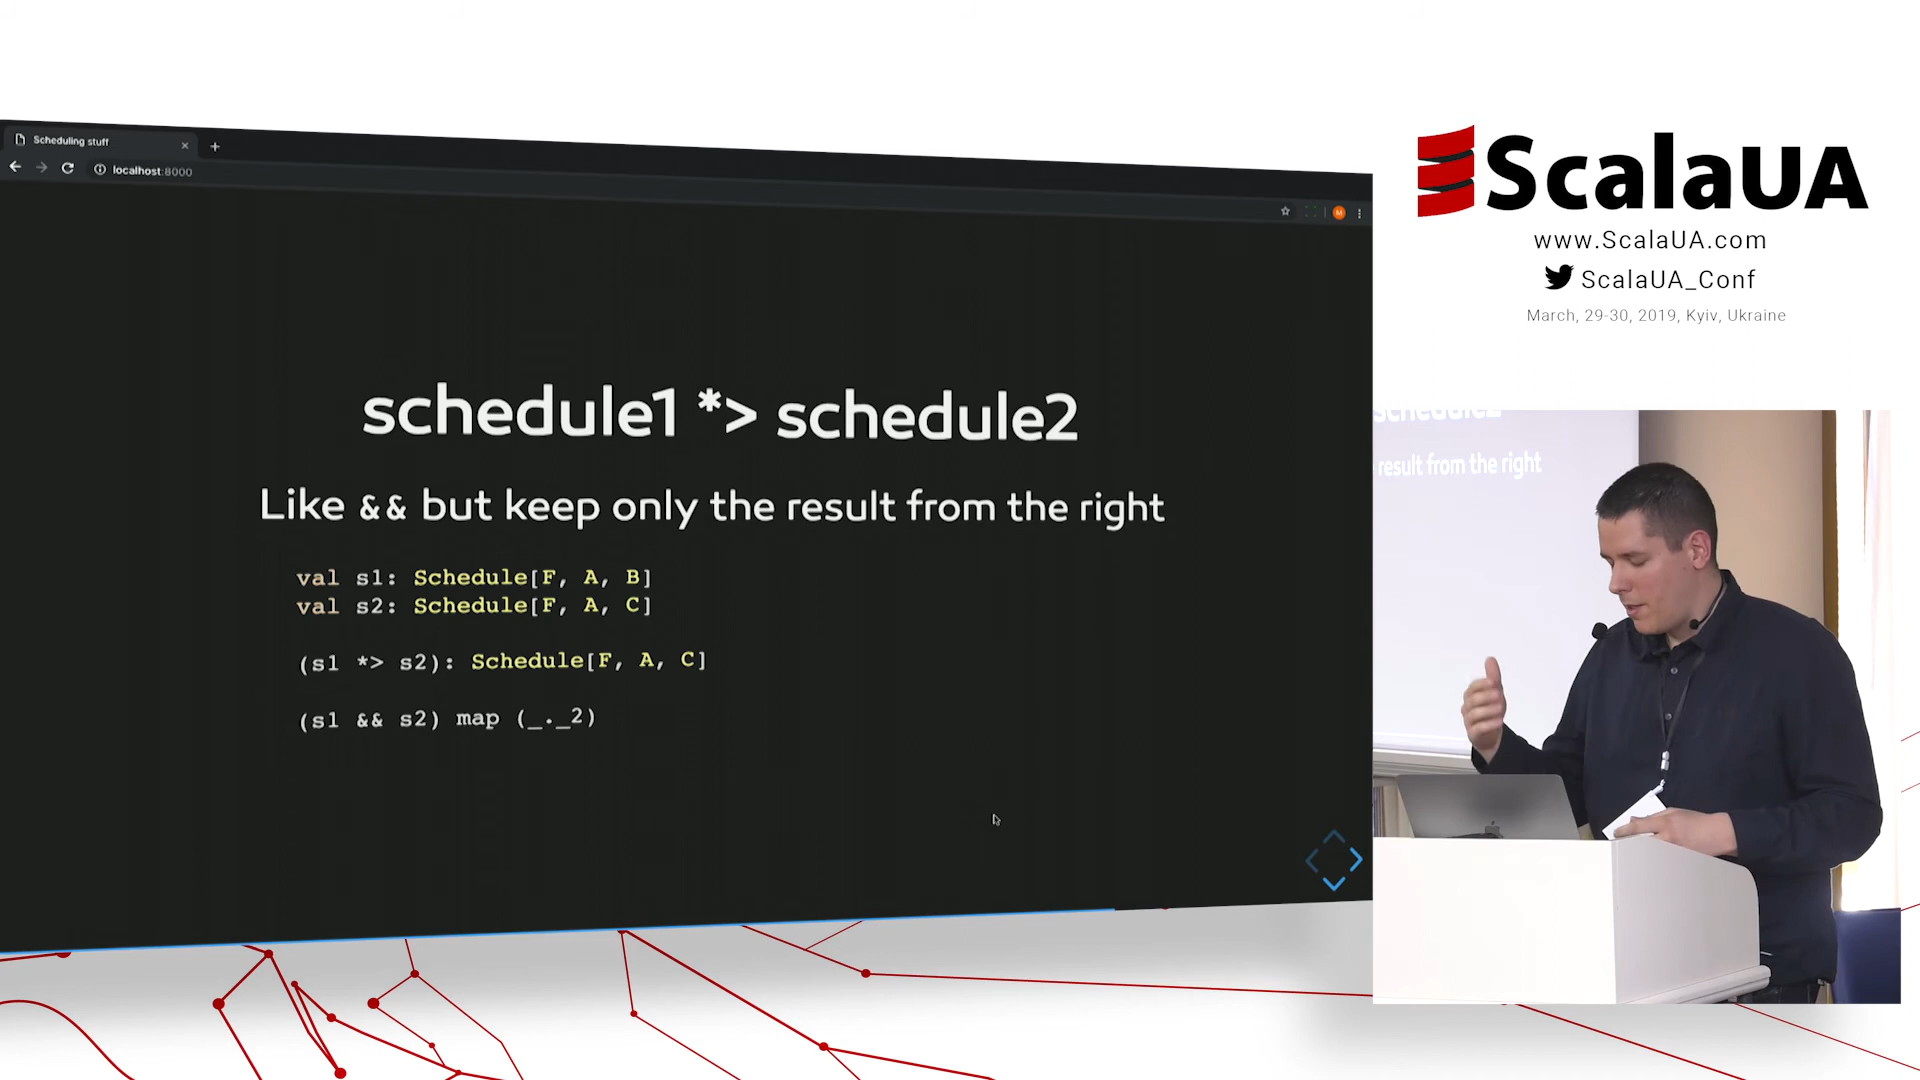 Scheduling stuff
localhost:8000
M
schedule1 *> schedule2
Like && but keep only the result from the right
val s1: Schedule[F, A, B]
val s2: Schedule[F, A, C]
(s1 *> s2): Schedule[F, A, C]
(s1 && s2) map (_._2)
ScalaUA
www.ScalaUA.com
ScalaUA_Conf
March, 29-30, 2019, Kyiv, Ukraine
schedule2
result from the right